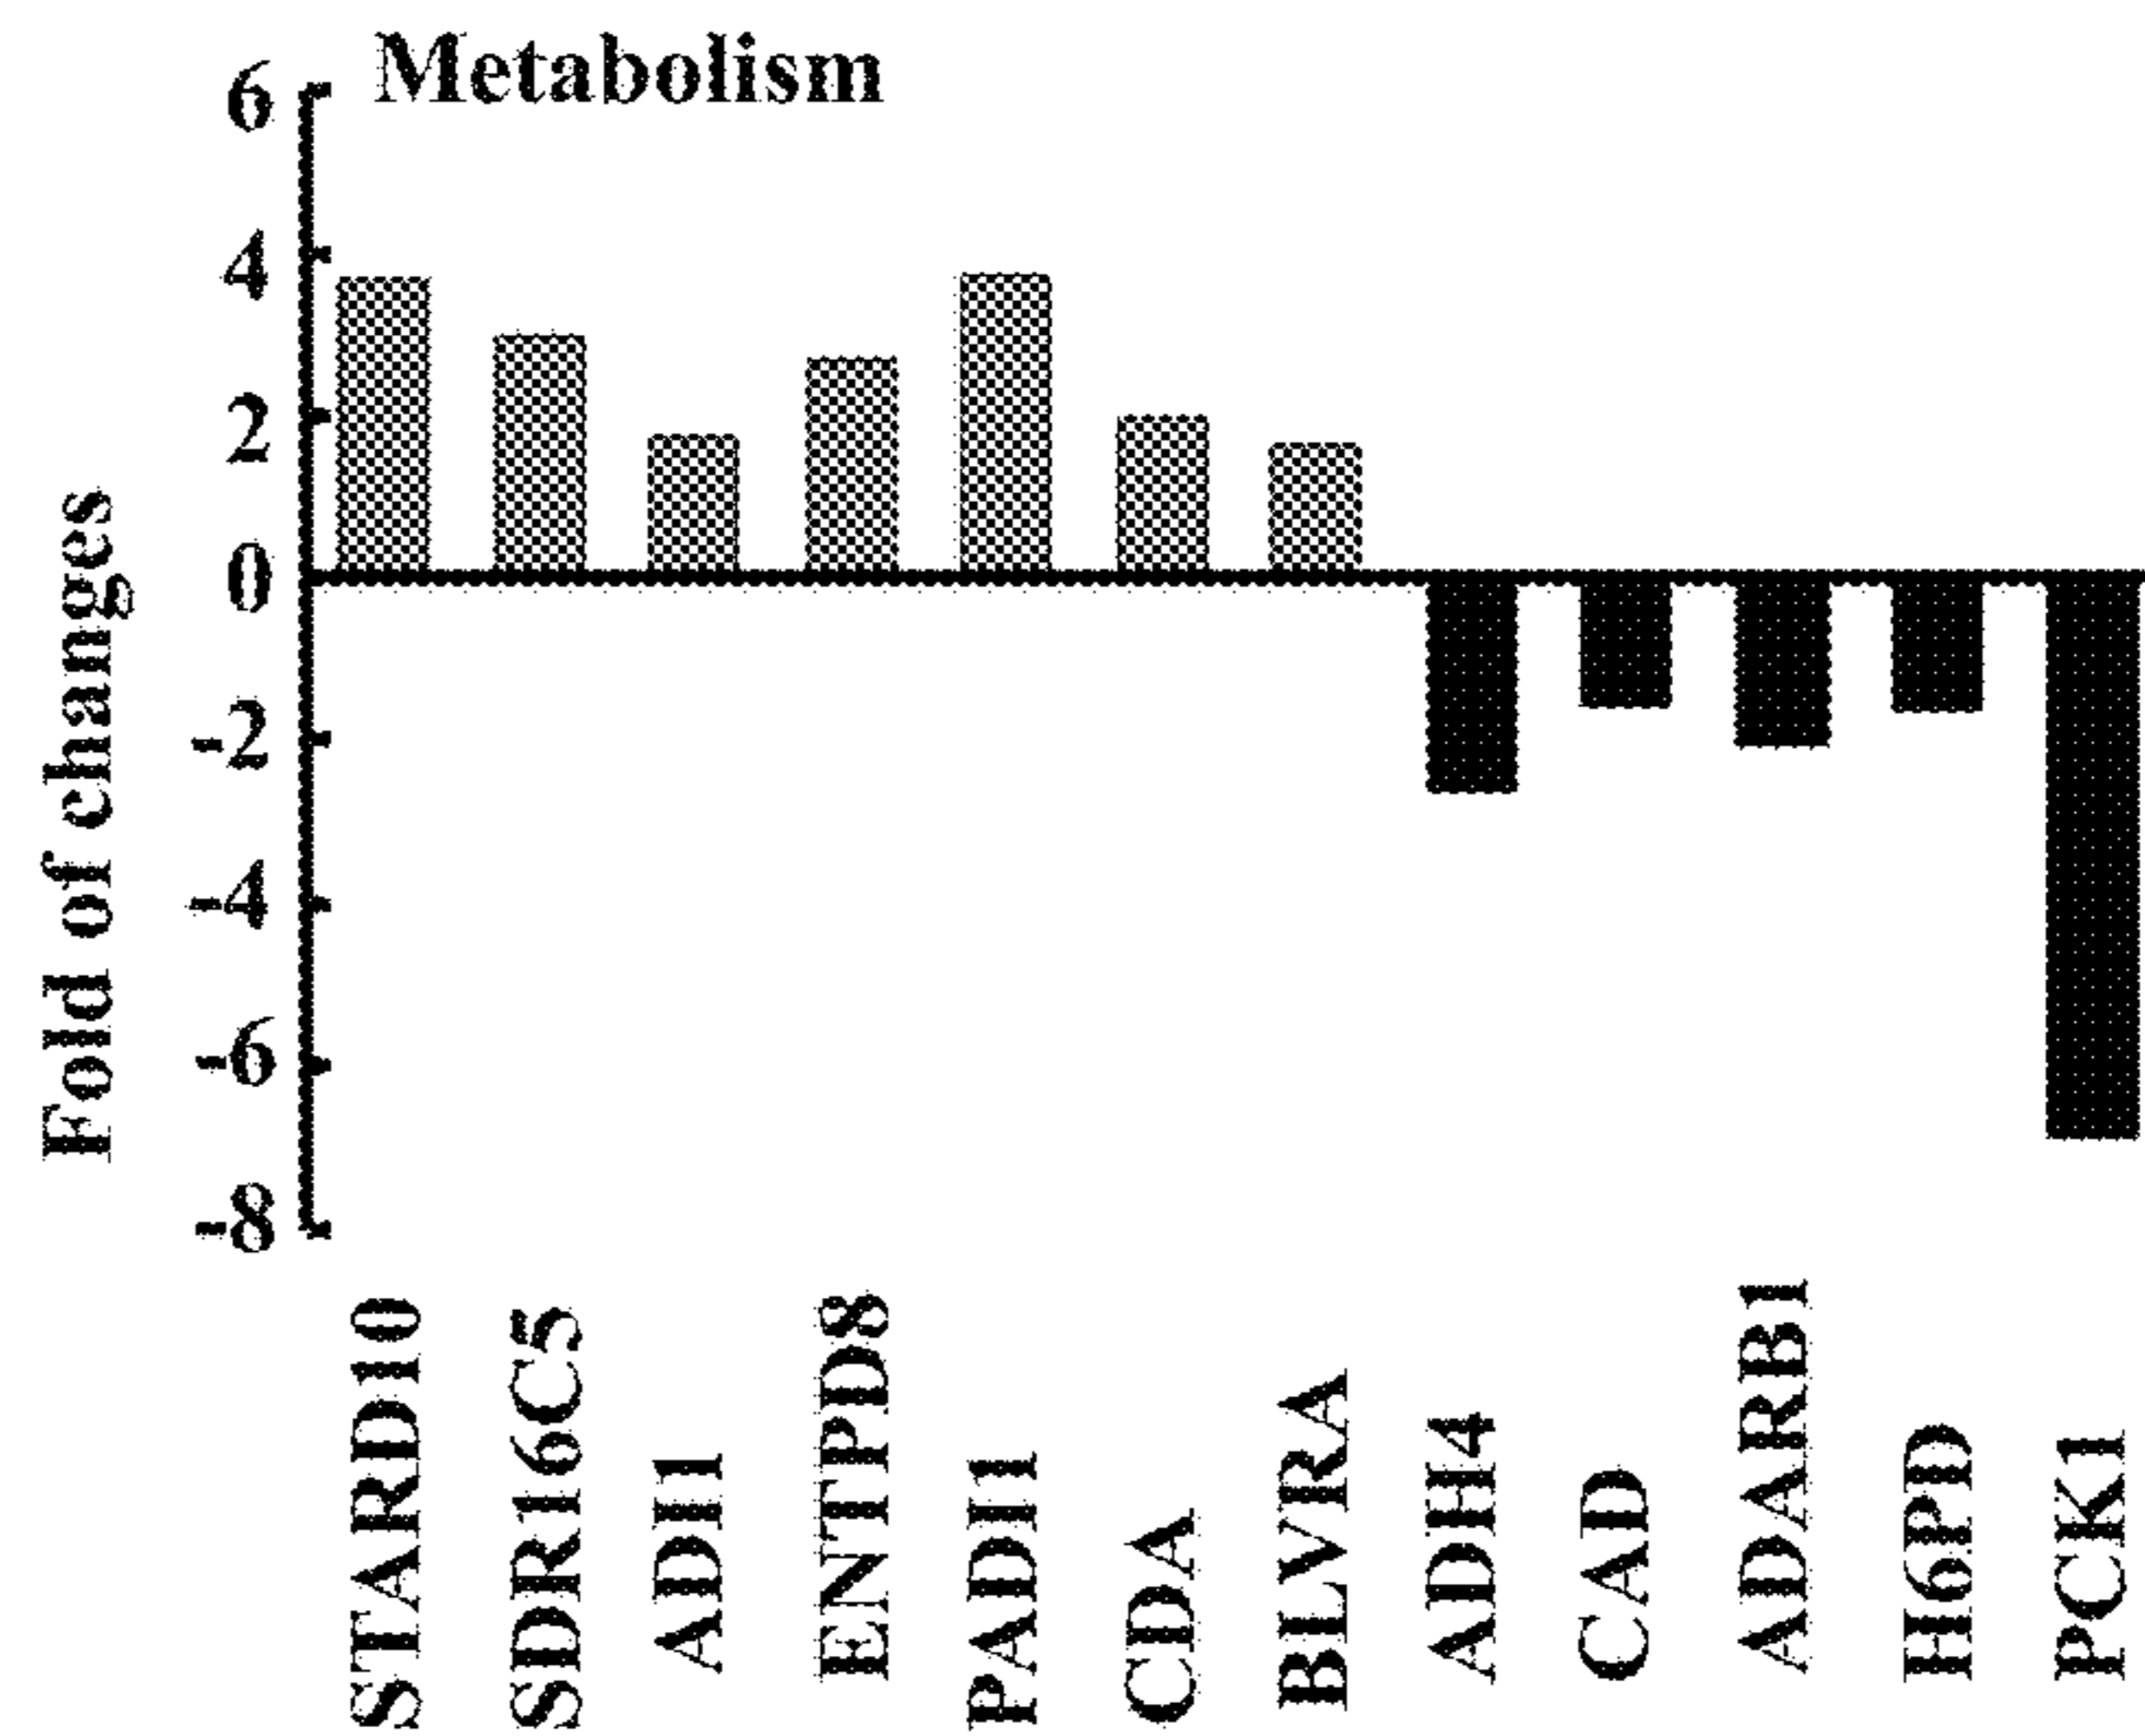 Metabolism
6
4
2
0
-2
-4
-6
-8
Fold of changes
STARD10
SDR16C5
ADI1
ENTPD8
PADI1
CDA
BLVRA
ADH4
CAD
ADARB1
H6PD
PCK1